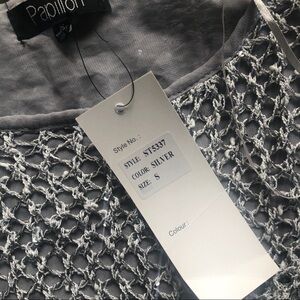 Papillon
Style No. :
STYLE: ST5337
COLOR: SILVER
SIZE: S
Colour :